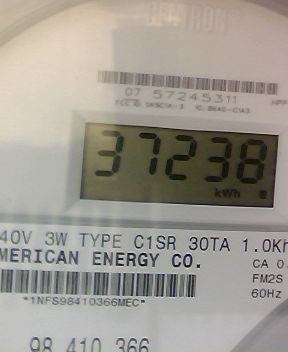 07 57245311
37238
kWh
40V 3W TYPE C1SR 30TA 1.0Kh
MERICAN ENERGY CO.
CA 0.
FM2S
60Hz
*1NFS98410366MEC*
98 410 366